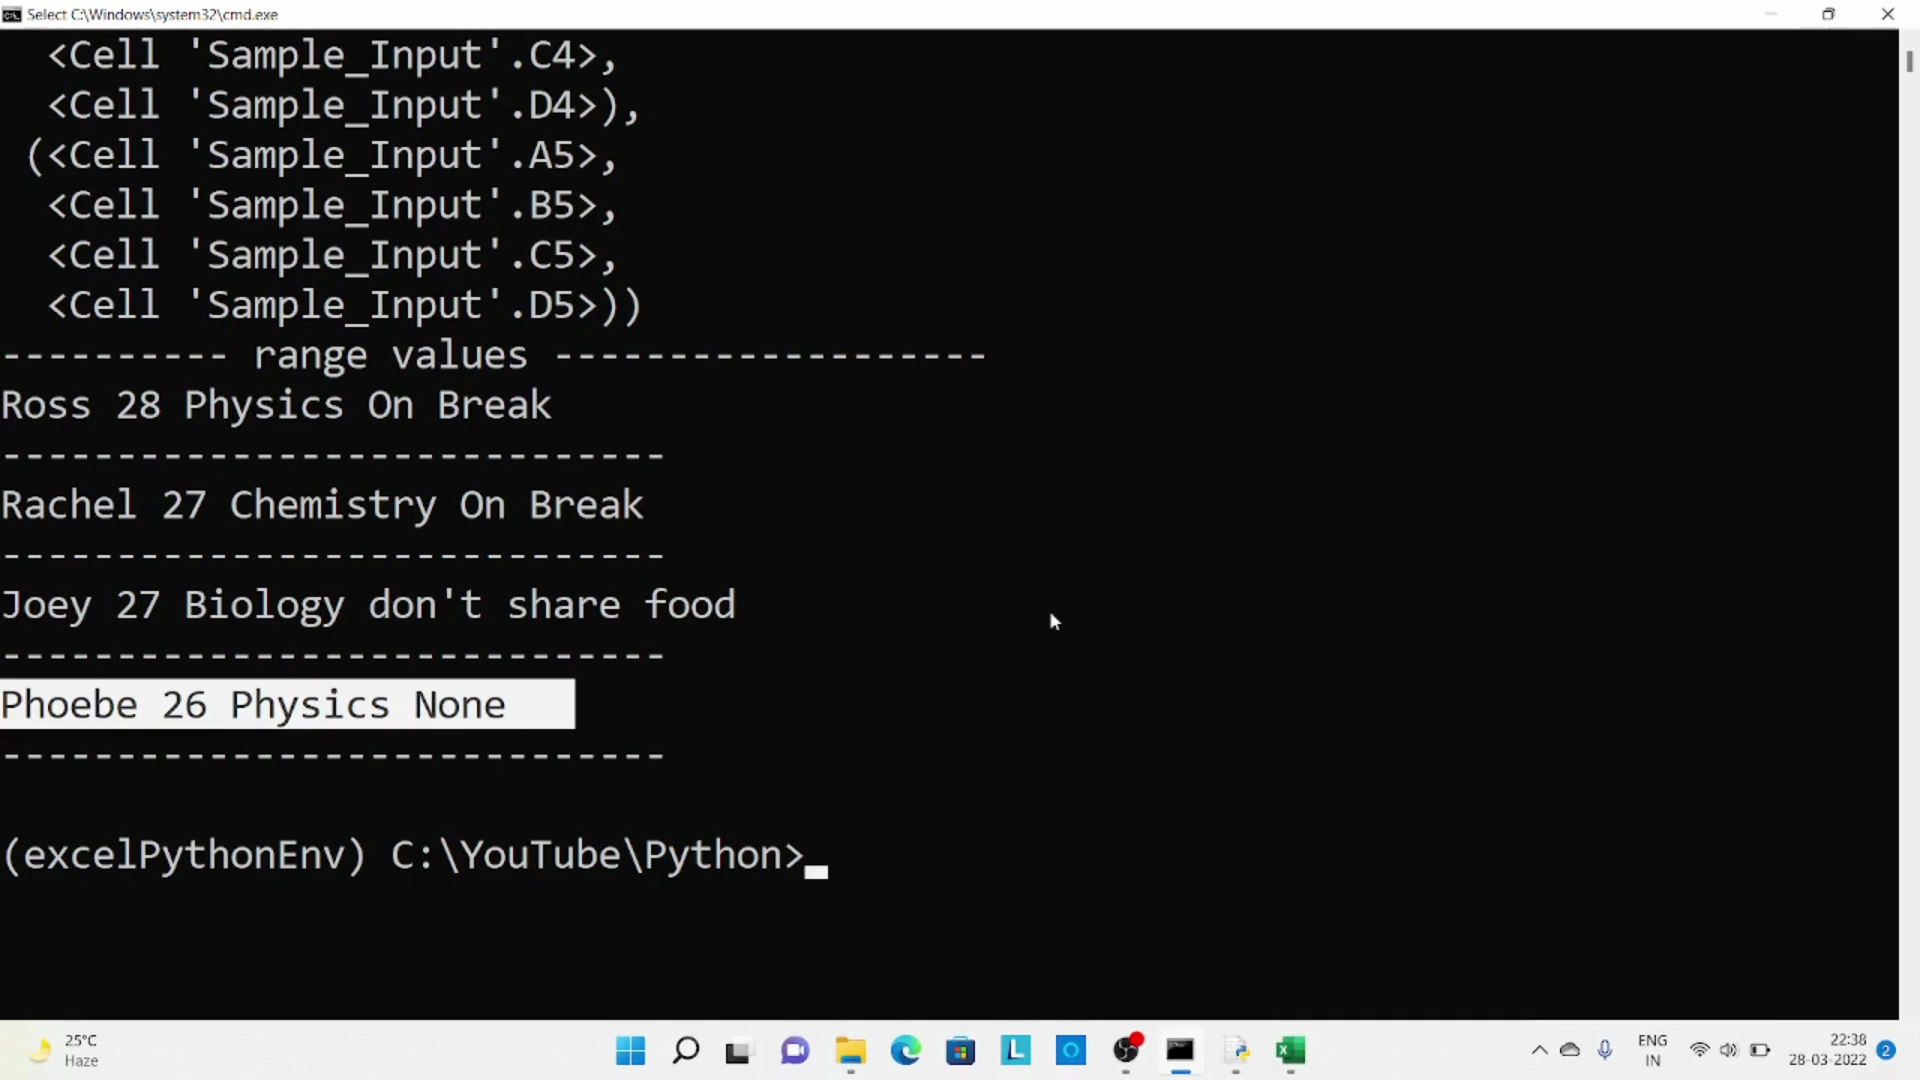 Select C:\Windows\system32\cmd.exe
<Cell 'Sample_Input'.C4>,
<Cell 'Sample_Input'.D4>),
(<Cell 'Sample_Input'.A5>,
<Cell 'Sample_Input'.B5>,
<Cell 'Sample_Input'.C5>,
<Cell 'Sample_Input'.D5>))
---------- range values -------------------
Ross 28 Physics On Break
-----------------------------
Rachel 27 Chemistry On Break
-----------------------------
Joey 27 Biology don't share food
-----------------------------
Phoebe 26 Physics None
-----------------------------
(excelPythonEnv) C:\YouTube\Python>
25°C
Haze
ENG
IN
22:38
28-03-2022
2